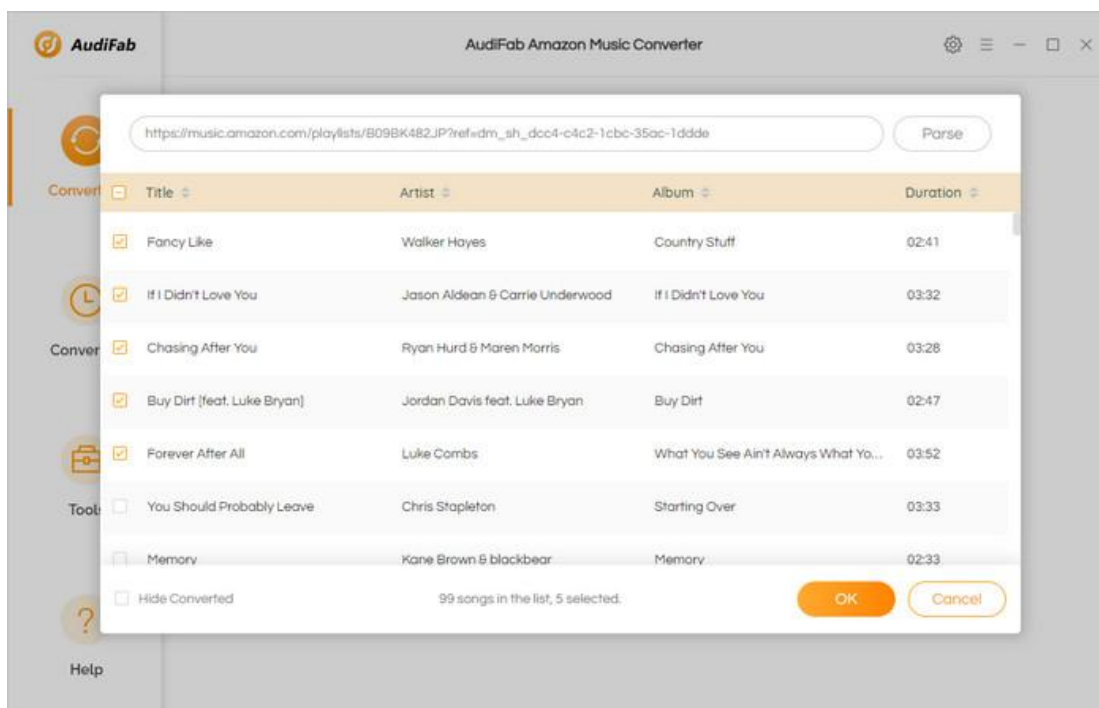 AudiFab
AudiFab Amazon Music Converter
https://music.amazon.com/playlists/B09BK482JP?ref=dm_sh_dcc4-c4c2-1cbc-35ac-1ddde
Parse
Title Artist Album Duration
Fancy Like Walker Hayes Country Stuff 02:41
If I Didn't Love You Jason Aldean & Carrie Underwood If I Didn't Love You 03:32
Chasing After You Ryan Hurd & Maren Morris Chasing After You 03:28
Buy Dirt [feat. Luke Bryan] Jordan Davis feat. Luke Bryan Buy Dirt 02:47
Forever After All Luke Combs What You See Ain't Always What Yo... 03:52
You Should Probably Leave Chris Stapleton Starting Over 03:33
Memory Kane Brown & blackbear Memory 02:33
Hide Converted 99 songs in the list, 5 selected. OK Cancel
Convert
Conver
Tool
Help